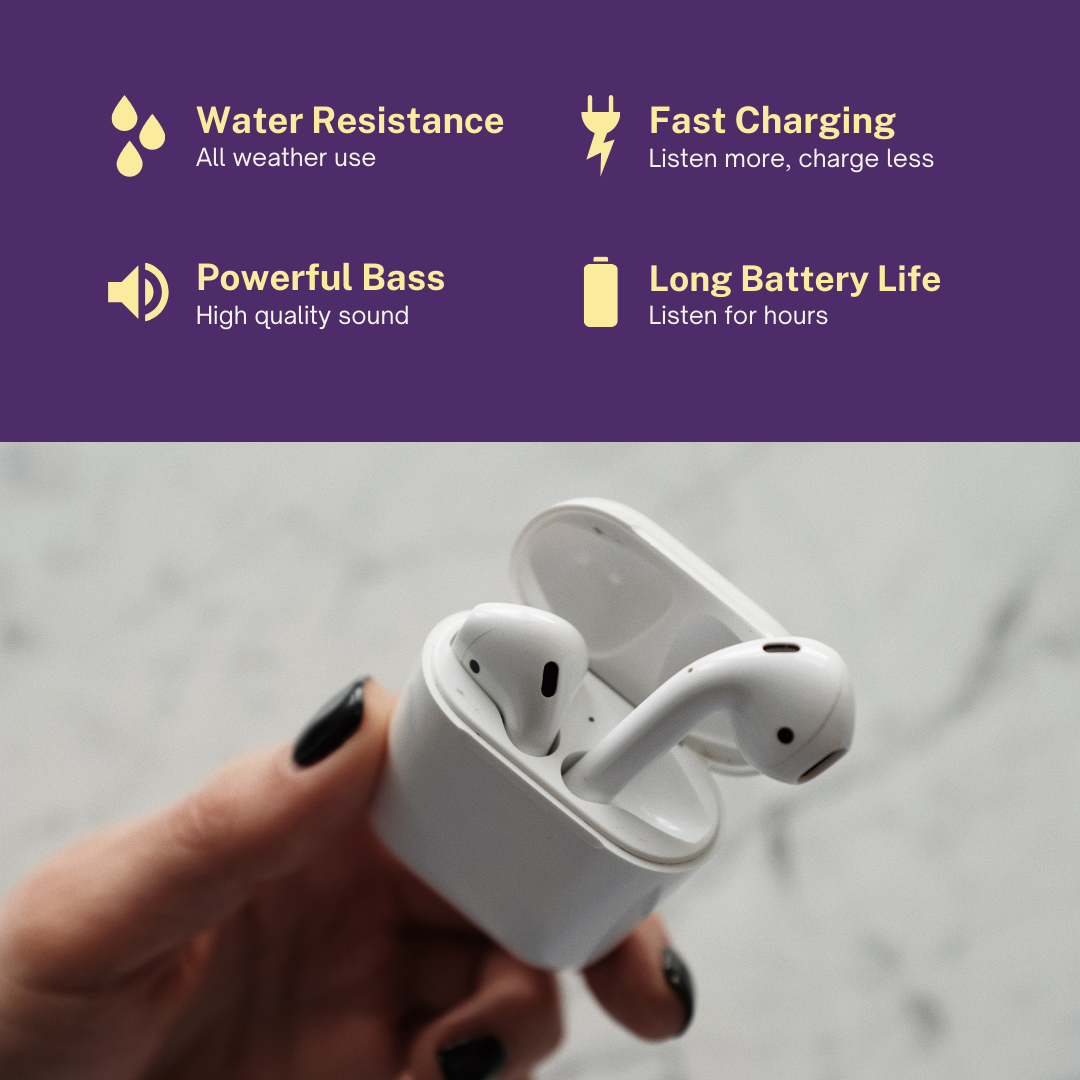 Water Resistance
All weather use
Fast Charging
Listen more, charge less
Powerful Bass
High quality sound
Long Battery Life
Listen for hours